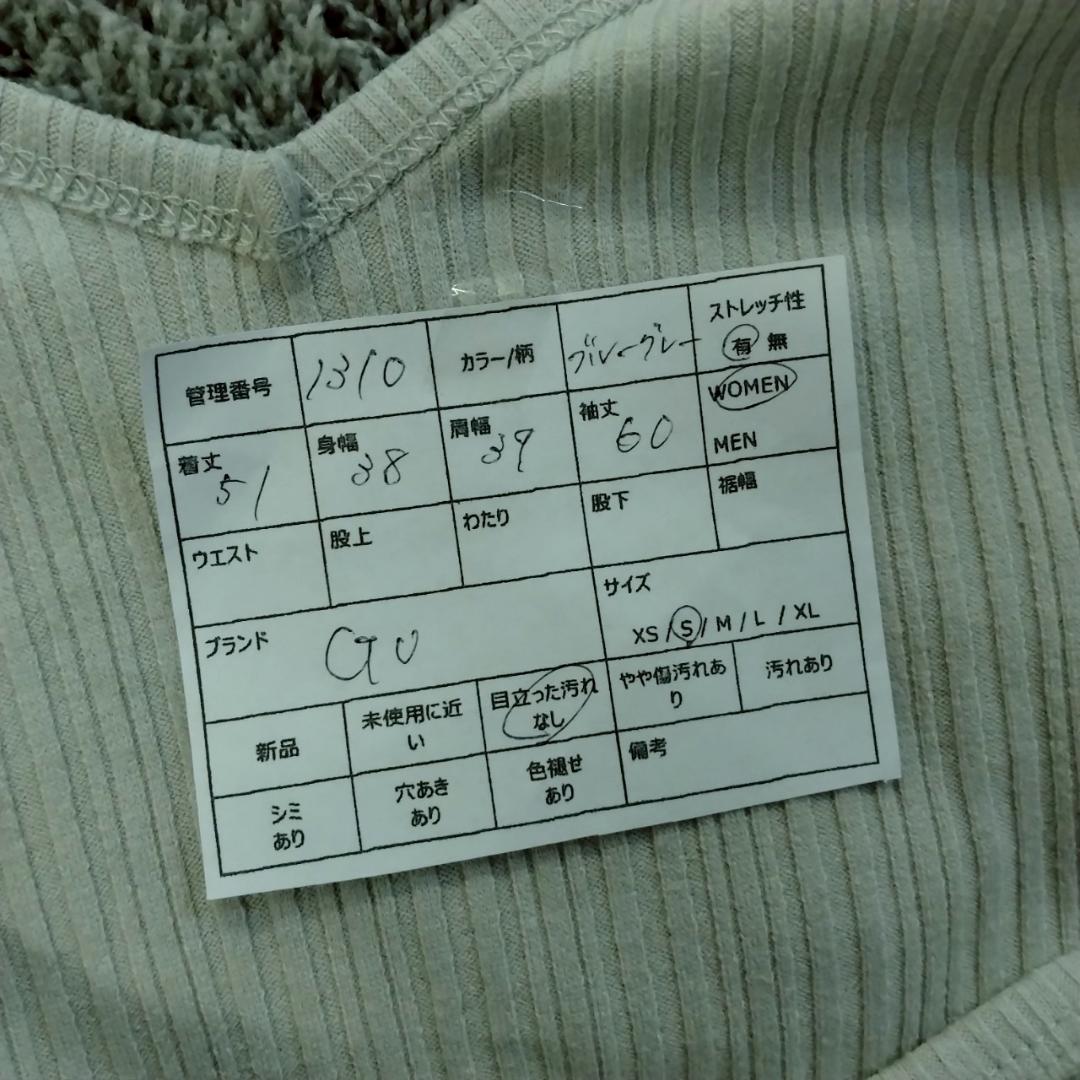 管理番号 1310 カラー/柄 ブルーグレー ストレッチ性
有 無
着丈 51 身幅 38 肩幅 39 袖丈 60 WOMEN
MEN
ウエスト 股上 わたり 股下 裾幅
ブランド GU サイズ
XS / S / M / L / XL
新品 未使用に近
い 目立った汚れ
なし やや傷汚れあ
り 汚れあり
シミ
あり 穴あき
あり 色褪せ
あり 備考